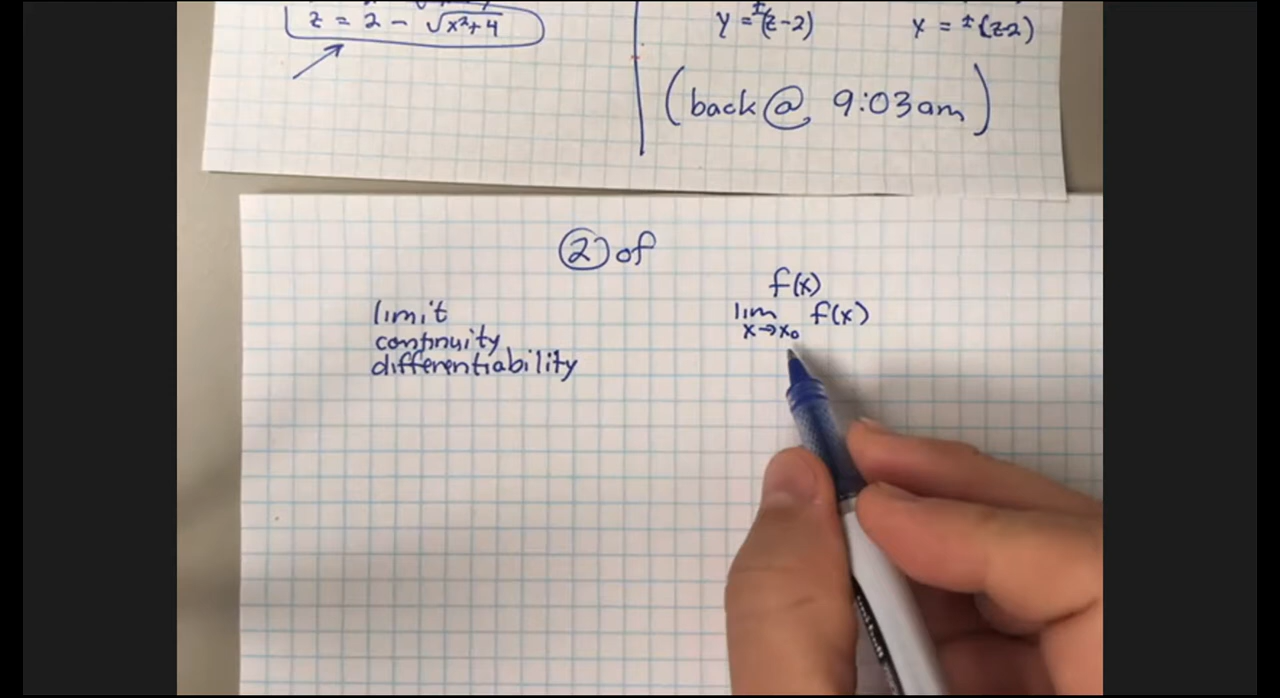 z = 2 - √x²+4
y = ±(z-2)
x = ±(z-2)
(back @ 9:03am)
② of
limit
continuity
differentiability
f(x)
lim f(x)
x→x₀